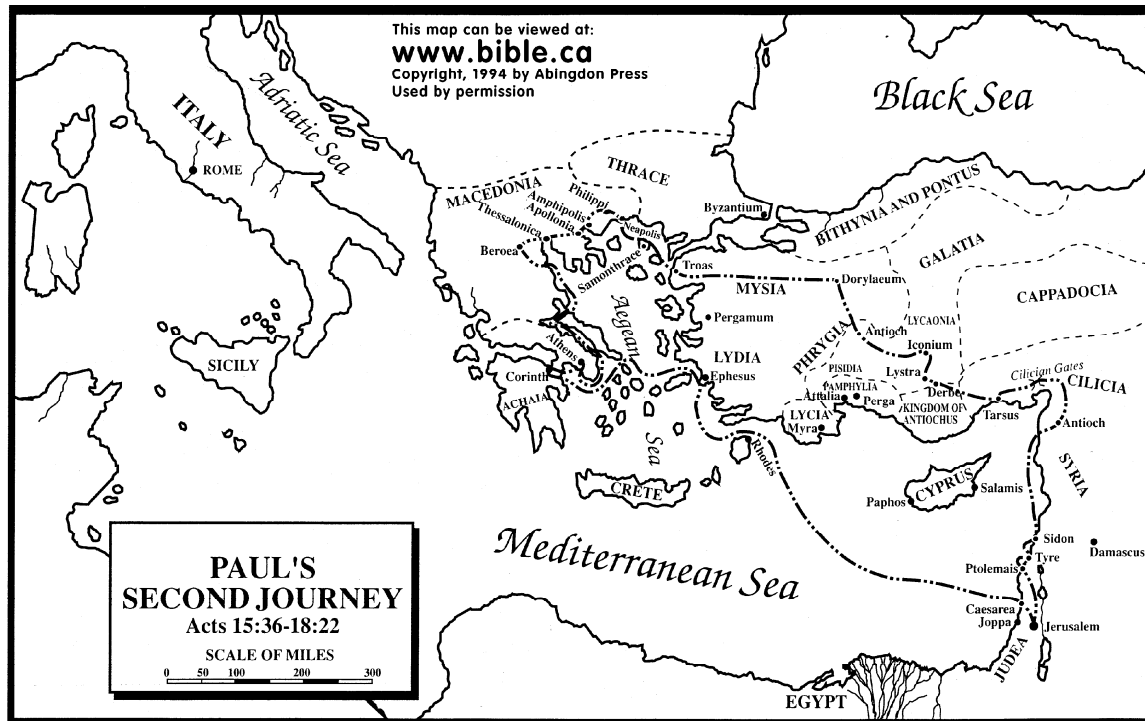 This map can be viewed at:
www.bible.ca
Copyright, 1994 by Abingdon Press
Used by permission
Black Sea
Adriatic Sea
ITALY
ROME
THRACE
MACEDONIA
Philippi
Amphipolis
Apollonia
Neapolis
Thessalonica
Beroea
Samonthrace
Byzantium
BITHYNIA AND PONTUS
GALATIA
CAPPADOCIA
Troas
MYSIA
Dorylacum
Aegean
Sea
Pergamum
PHRYGIA
Antioch
LYCAONIA
Iconium
SICILY
Athens
Corinth
ACHAIA
LYDIA
Ephesus
PISIDIA
PAMPHYLIA
Lystra
Derbe
Cilician Gates
CILICIA
Attalia
Perga
KINGDOM OF
ANTIOCHUS
Tarsus
LYCIA
Myra
Antioch
SYRIA
Rhodes
CRETE
CYPRUS
Salamis
Paphos
Mediterranean Sea
Sidon
Tyre
Damascus
Ptolemais
Caesarea
Joppa
Jerusalem
JUDEA
EGYPT
PAUL'S
SECOND JOURNEY
Acts 15:36-18:22
SCALE OF MILES
0 50 100 200 300